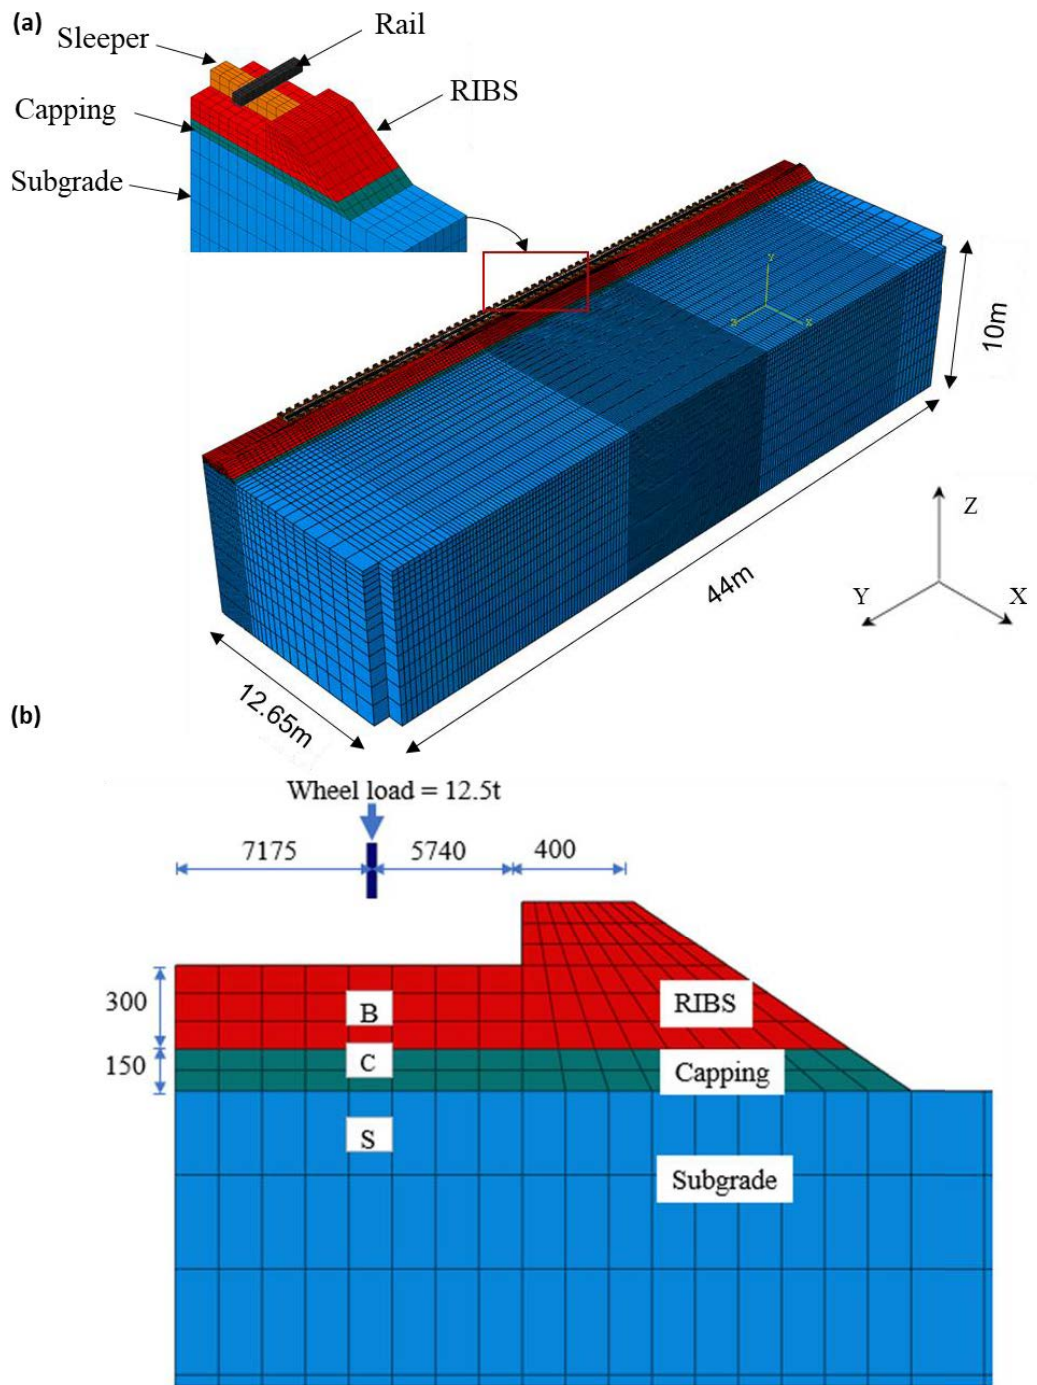 (a)
Sleeper
Rail
Capping
RIBS
Subgrade
Y
X
10m
44m
12.65m
Z
Y
X
(b)
Wheel load = 12.5t
7175
5740
400
300
B
RIBS
150
C
Capping
S
Subgrade